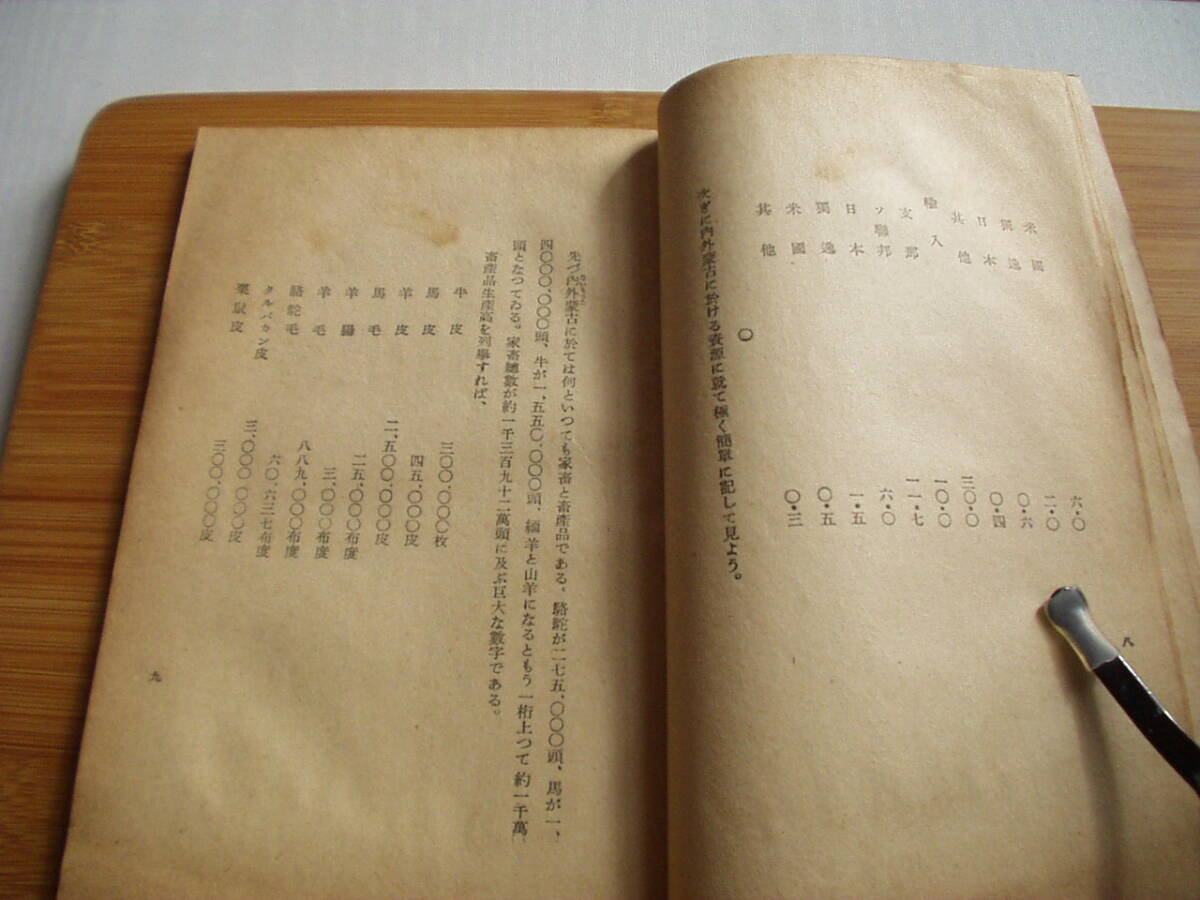 米國 六・〇
獨逸 二・〇
日本 〇・六
其他 〇・四
輸入 三〇・〇
支那 一〇・〇
ソ聯邦 一一・七
日本 六・〇
獨逸 一・五
米國 〇・五
其他 〇・三
〇
次ぎに内外蒙古に於ける資源に就て極く簡單に記して見よう。
八
先づ内外蒙古に於ては何といつても家畜と畜産品である。駱駝が二七五、〇〇〇頭、馬が一、
四〇〇〇、〇〇〇頭、牛が一、五五〇、〇〇〇頭、緬羊と山羊になるともう一桁上つて約一千萬
頭となつてゐる。家畜總數が約一千三百九十二萬頭に及ぶ巨大な數字である。
畜産品生産高を列擧すれば、
牛皮 三〇〇、〇〇〇枚
馬皮 四五、〇〇〇皮
羊皮 二、五〇〇、〇〇〇皮
馬毛 二五、〇〇〇布度
羊腸 三、〇〇〇布度
羊毛 八八九、〇〇〇布度
駱駝毛 六〇、六三七布度
タルバカン皮 三、〇〇〇、〇〇〇皮
栗鼠皮 三〇〇、〇〇〇皮
九